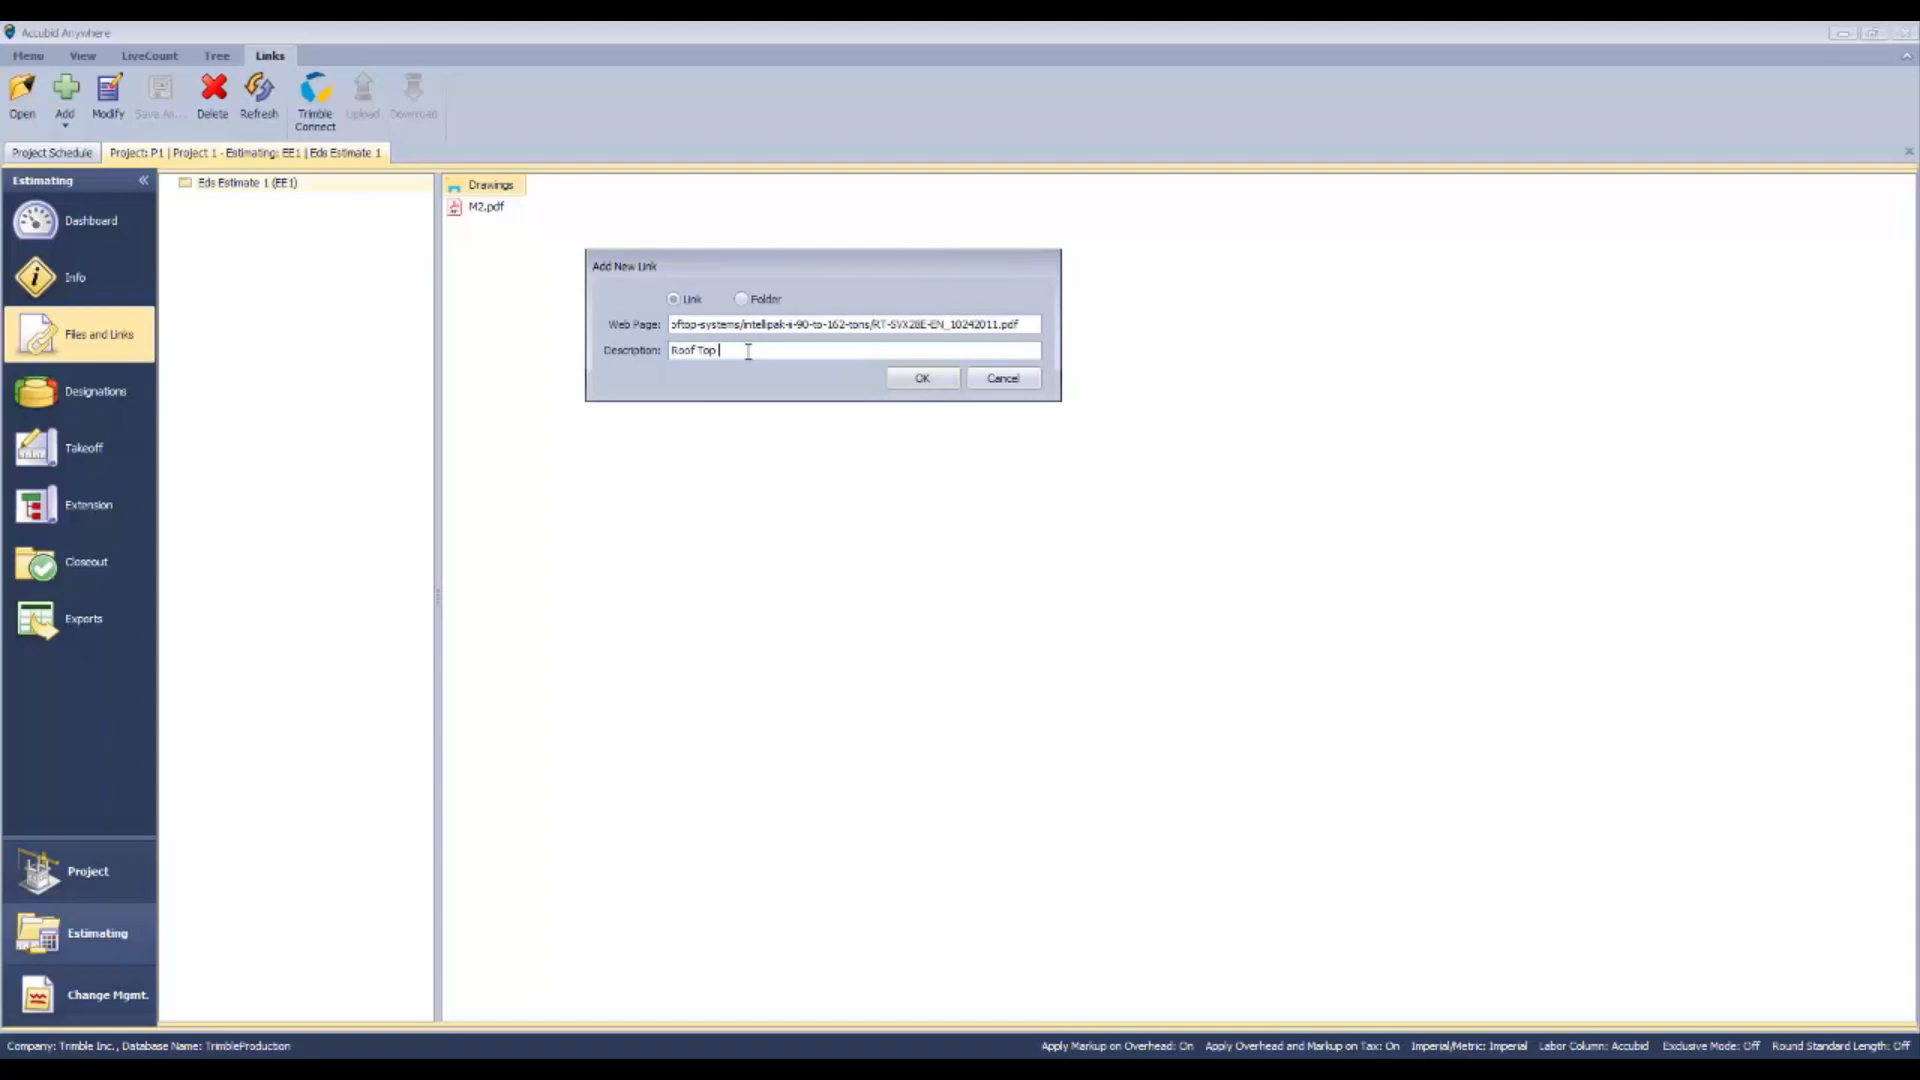 Accubid Anywhere
Menu View LiveCount Tree Links
Open Add Modify Save As... Delete Refresh Trimble Connect Upload Download
Project Schedule Project: P1 | Project 1 - Estimating: EE1 | Eds Estimate 1
Estimating Eds Estimate 1 (EE1) Drawings
M2.pdf
Dashboard
Add New Link
Info
Link Folder
Web Page: oftop-systems/intellipak-ii-90-to-162-tons/RT-SVX28E-EN_10242011.pdf
Files and Links
Description: Roof Top
OK Cancel
Designations
Takeoff
Extension
Closeout
Exports
Project
Estimating
Change Mgmt.
Company: Trimble Inc., Database Name: TrimbleProduction Apply Markup on Overhead: On Apply Overhead and Markup on Tax: On Imperial/Metric: Imperial Labor Column: Accubid Exclusive Mode: Off Round Standard Length: Off